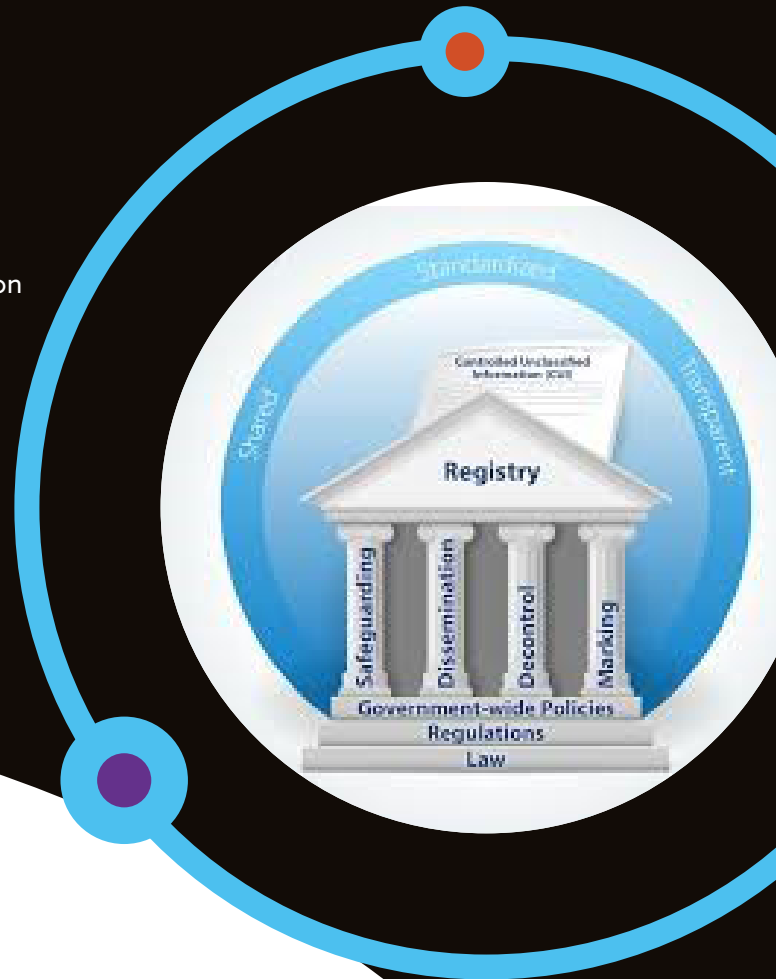 on
Standardized
Shared
Transparent
Controlled Unclassified
Information (CUI)
Registry
Safeguarding
Dissemination
Decontrol
Marking
Government-wide Policies
Regulations
Law